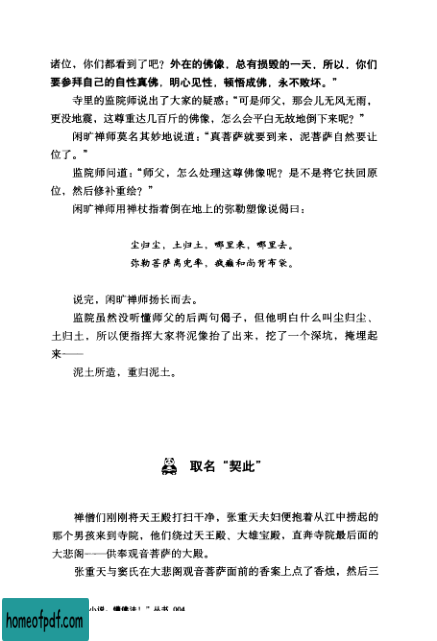 诸位，你们都看到了吧？外在的佛像，总有损毁的一天，所以，你们
要参拜自己的自性真佛，明心见性，顿悟成佛，永不败坏。”
寺里的监院师说出了大家的疑惑：“可是师父，那会儿无风无雨，
更没地震，这尊重达几百斤的佛像，怎么会平白无故地倒下来呢？”
闲旷禅师莫名其妙地说道：“真菩萨就要到来，泥菩萨自然要让
位了。”
监院师问道：“师父，怎么处理这尊佛像呢？是不是将它扶回原
位，然后修补重绘？”
闲旷禅师用禅杖指着倒在地上的弥勒塑像说偈曰：
尘归尘，土归土，哪里来，哪里去。
弥勒菩萨离兜率，疯癫和尚背布袋。
说完，闲旷禅师扬长而去。
监院虽然没听懂师父的后两句偈子，但他明白什么叫尘归尘、
土归土，所以便指挥大家将泥像抬了出来，挖了一个深坑，掩埋起
来——
泥土所造，重归泥土。
取名“契此”
禅僧们刚刚将天王殿打扫干净，张重天夫妇便抱着从江中捞起的
那个男孩来到寺院，他们绕过天王殿、大雄宝殿，直奔寺院最后面的
大悲阁——供奉观音菩萨的大殿。
张重天与窦氏在大悲阁观音菩萨面前的香案上点了香烛，然后三
小说，懂佛法！”丛书 004
homeofpdf.com